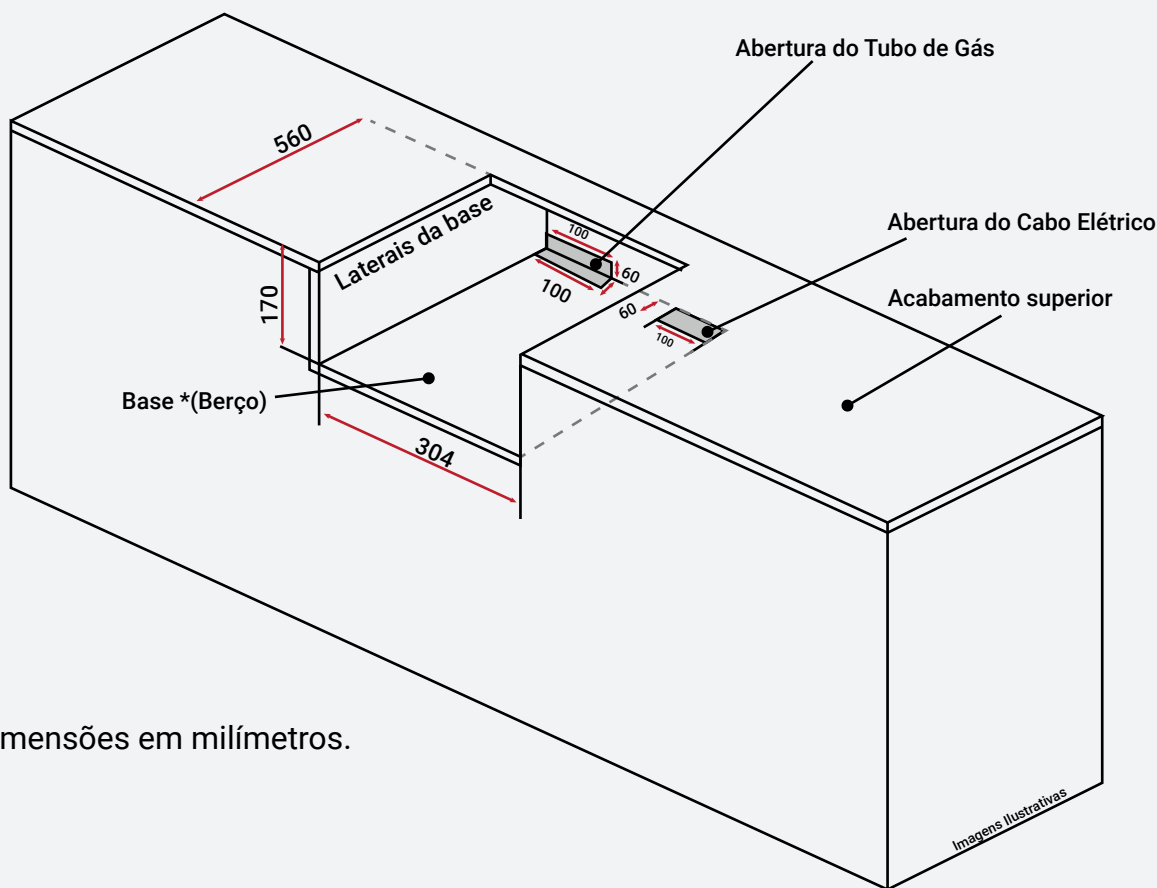 Abertura do Tubo de Gás
560
Laterais da base
Abertura do Cabo Elétrico
100
60
100
170
60
100
Acabamento superior
Base *(Berço)
304
mensões em milímetros.
Imagens Ilustrativas